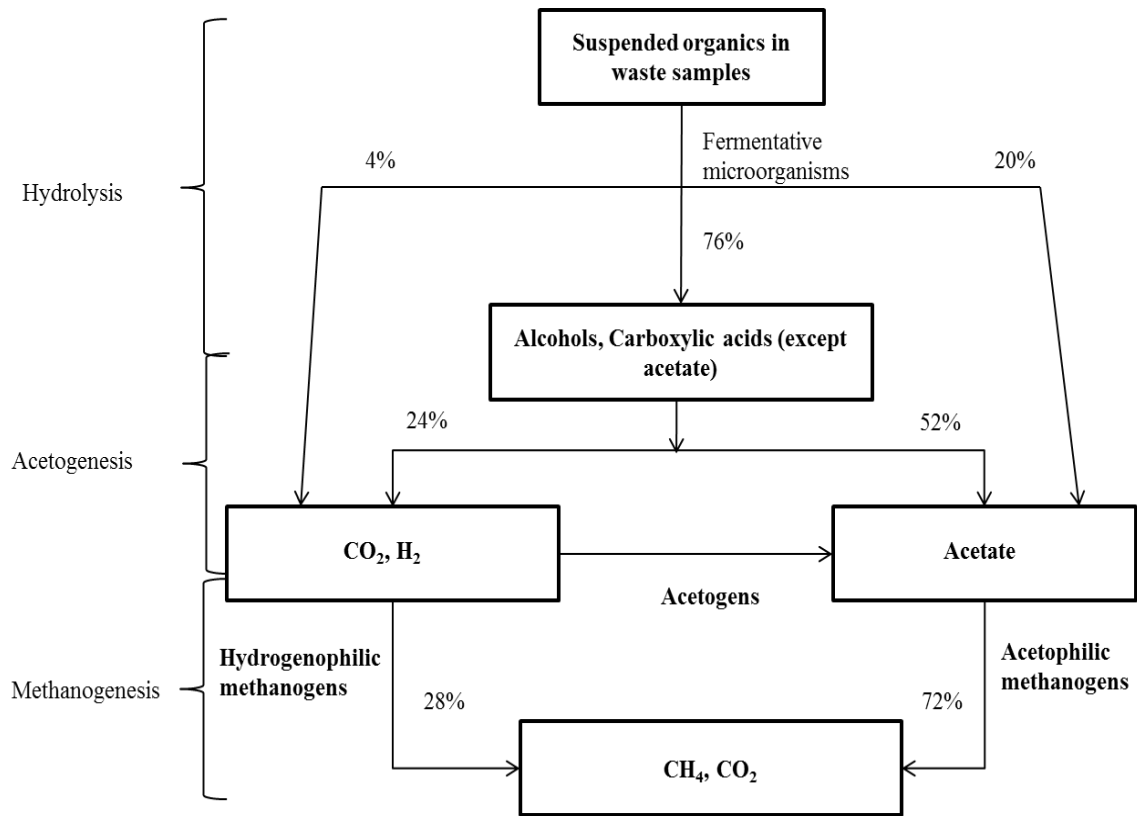 Suspended organics in
waste samples
Fermentative
microorganisms
4%
20%
Hydrolysis
76%
Alcohols, Carboxylic acids (except
acetate)
24%
52%
Acetogenesis
CO₂, H₂
Acetate
Acetogens
Hydrogenophilic
methanogens
Acetophilic
methanogens
Methanogenesis
28%
72%
CH₄, CO₂